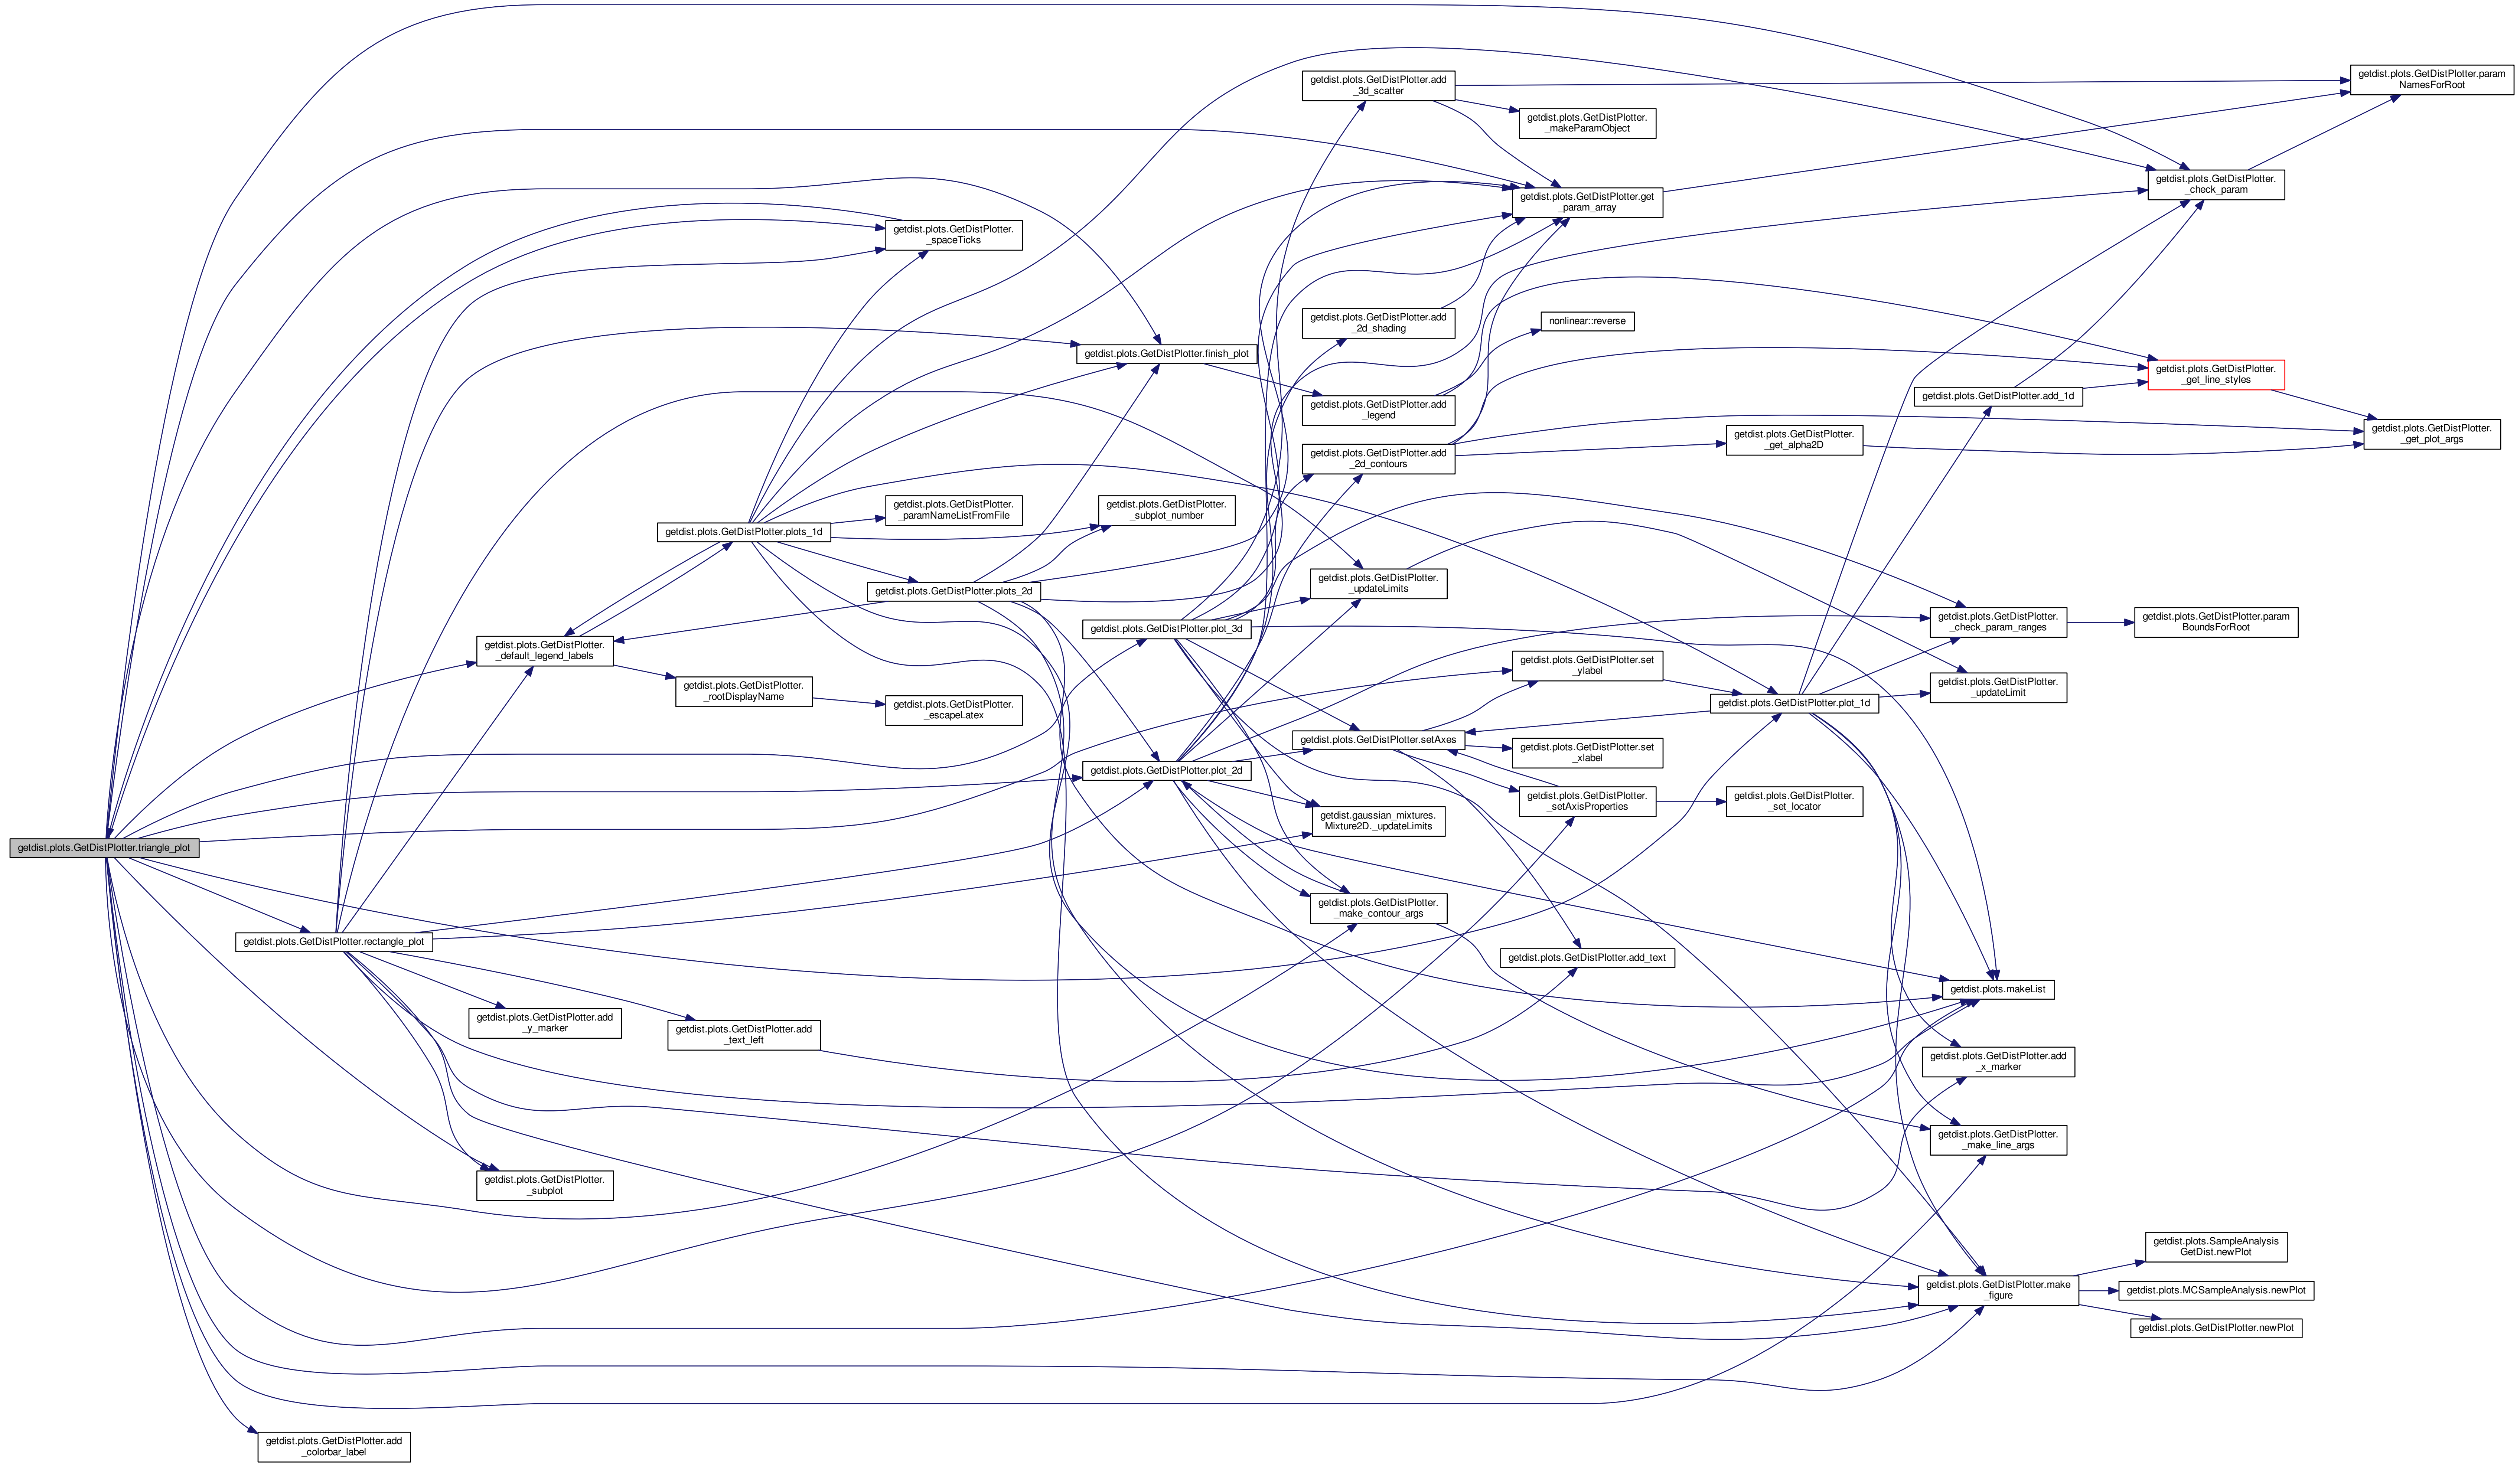 getdist.plots.GetDistPlotter.triangle_plot
getdist.plots.GetDistPlotter.rectangle_plot
getdist.plots.GetDistPlotter.add
_colorbar_label
getdist.plots.GetDistPlotter.
_default_legend_labels
getdist.plots.GetDistPlotter.add
_y_marker
getdist.plots.GetDistPlotter.
_subplot
getdist.plots.GetDistPlotter.plots_1d
getdist.plots.GetDistPlotter.
_rootDisplayName
getdist.plots.GetDistPlotter.add
_text_left
getdist.plots.GetDistPlotter.
_spaceTicks
getdist.plots.GetDistPlotter.
_paramNameListFromFile
getdist.plots.GetDistPlotter.plots_2d
getdist.plots.GetDistPlotter.
_escapeLatex
getdist.plots.GetDistPlotter.finish_plot
getdist.plots.GetDistPlotter.
_subplot_number
getdist.plots.GetDistPlotter.plot_3d
getdist.plots.GetDistPlotter.plot_2d
getdist.plots.GetDistPlotter.add
_3d_scatter
getdist.plots.GetDistPlotter.add
_2d_shading
getdist.plots.GetDistPlotter.add
_legend
getdist.plots.GetDistPlotter.add
_2d_contours
getdist.plots.GetDistPlotter.
_updateLimits
getdist.plots.GetDistPlotter.setAxes
getdist.gaussian_mixtures.
Mixture2D._updateLimits
getdist.plots.GetDistPlotter.
_make_contour_args
getdist.plots.GetDistPlotter.
_makeParamObject
getdist.plots.GetDistPlotter.get
_param_array
nonlinear::reverse
getdist.plots.GetDistPlotter.set
_ylabel
getdist.plots.GetDistPlotter.set
_xlabel
getdist.plots.GetDistPlotter.
_setAxisProperties
getdist.plots.GetDistPlotter.add_text
getdist.plots.GetDistPlotter.
_get_alpha2D
getdist.plots.GetDistPlotter.plot_1d
getdist.plots.GetDistPlotter.
_set_locator
getdist.plots.GetDistPlotter.add_1d
getdist.plots.GetDistPlotter.
_check_param_ranges
getdist.plots.GetDistPlotter.
_updateLimit
getdist.plots.makeList
getdist.plots.GetDistPlotter.add
_x_marker
getdist.plots.GetDistPlotter.
_make_line_args
getdist.plots.GetDistPlotter.make
_figure
getdist.plots.GetDistPlotter.
_check_param
getdist.plots.GetDistPlotter.
_get_line_styles
getdist.plots.GetDistPlotter.param
BoundsForRoot
getdist.plots.SampleAnalysis
GetDist.newPlot
getdist.plots.MCSampleAnalysis.newPlot
getdist.plots.GetDistPlotter.newPlot
getdist.plots.GetDistPlotter.param
NamesForRoot
getdist.plots.GetDistPlotter.
_get_plot_args